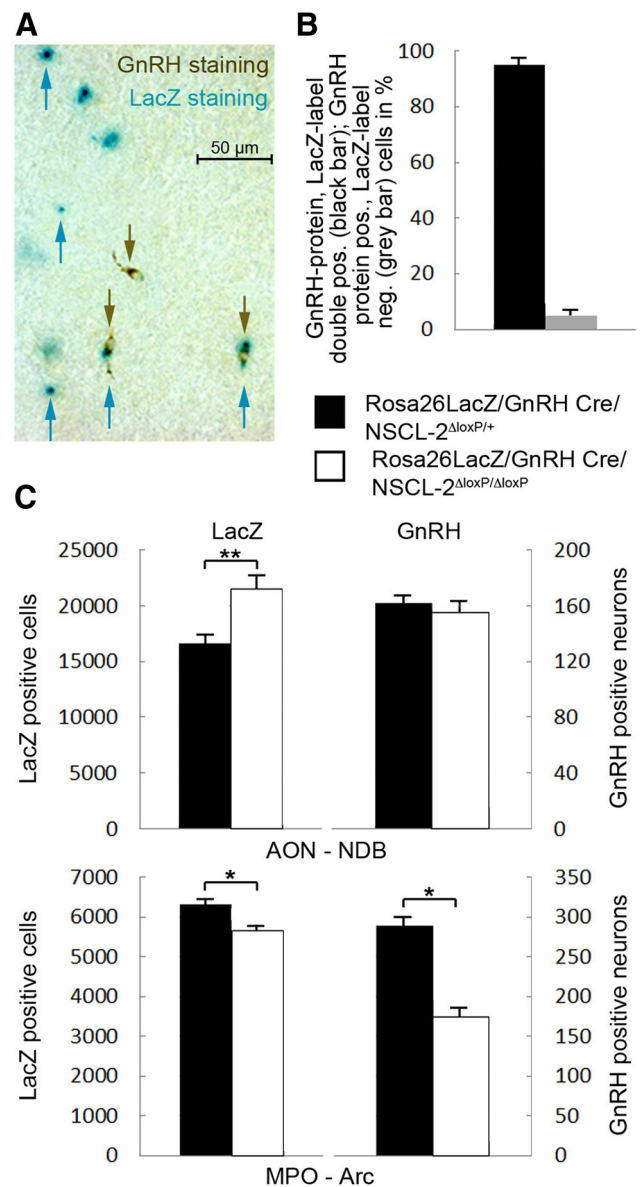 A
GnRH staining
LacZ staining
50 µm
B
GnRH-protein, LacZ-label
double pos. (black bar); GnRH
protein pos., LacZ-label
neg. (grey bar) cells in %
100
80
60
40
20
0
Rosa26LacZ/GnRH Cre/
NSCL-2ΔloxP/+
Rosa26LacZ/GnRH Cre/
NSCL-2ΔloxP/ΔloxP
C
LacZ
GnRH
LacZ positive cells
25000
20000
15000
10000
5000
0
**
200
160
120
80
40
0
GnRH positive neurons
AON - NDB
LacZ positive cells
7000
6000
5000
4000
3000
2000
1000
0
*
*
350
300
250
200
150
100
50
0
GnRH positive neurons
MPO - Arc